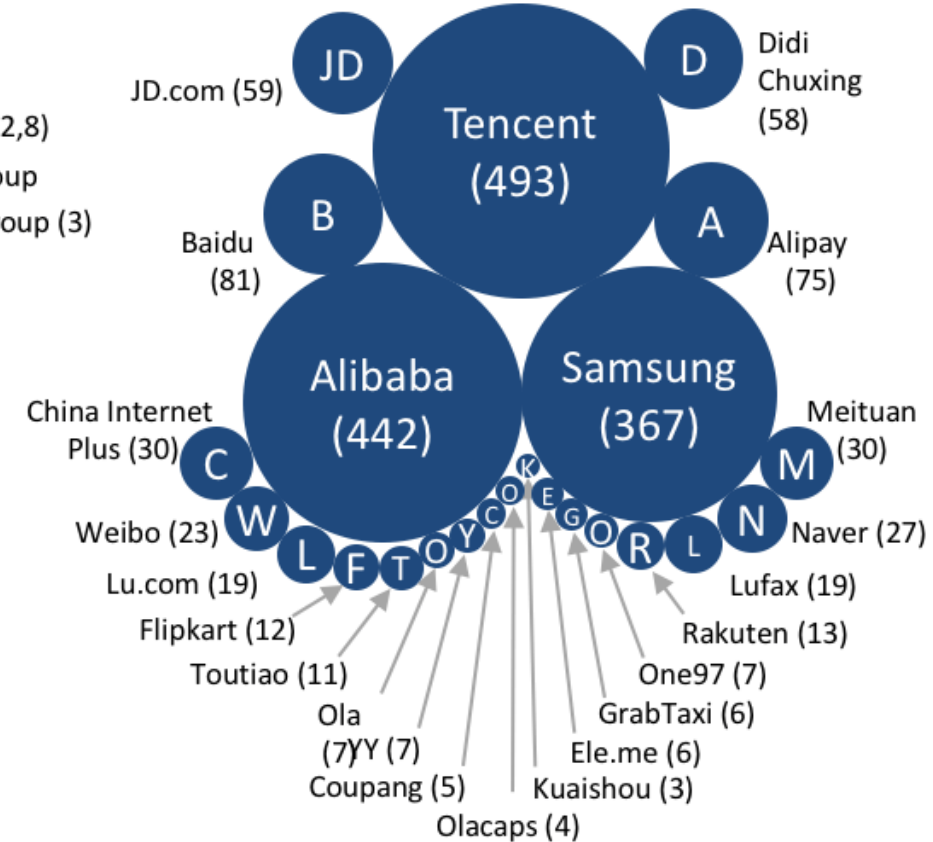 JD
D
Didi
Chuxing
(58)
JD.com (59)
2,8)
Tencent
(493)
oup
oup (3)
B
A
Baidu
(81)
Alipay
(75)
Alibaba
(442)
Samsung
(367)
China Internet
Plus (30)
Meituan
(30)
C
M
K
O
E
W
C
G
N
Weibo (23)
Y
O
Naver (27)
L
O
R
L
F
T
Lu.com (19)
Lufax (19)
Flipkart (12)
Rakuten (13)
Toutiao (11)
One97 (7)
Ola
(7)
GrabTaxi (6)
YY (7)
Ele.me (6)
Coupang (5)
Kuaishou (3)
Olacaps (4)